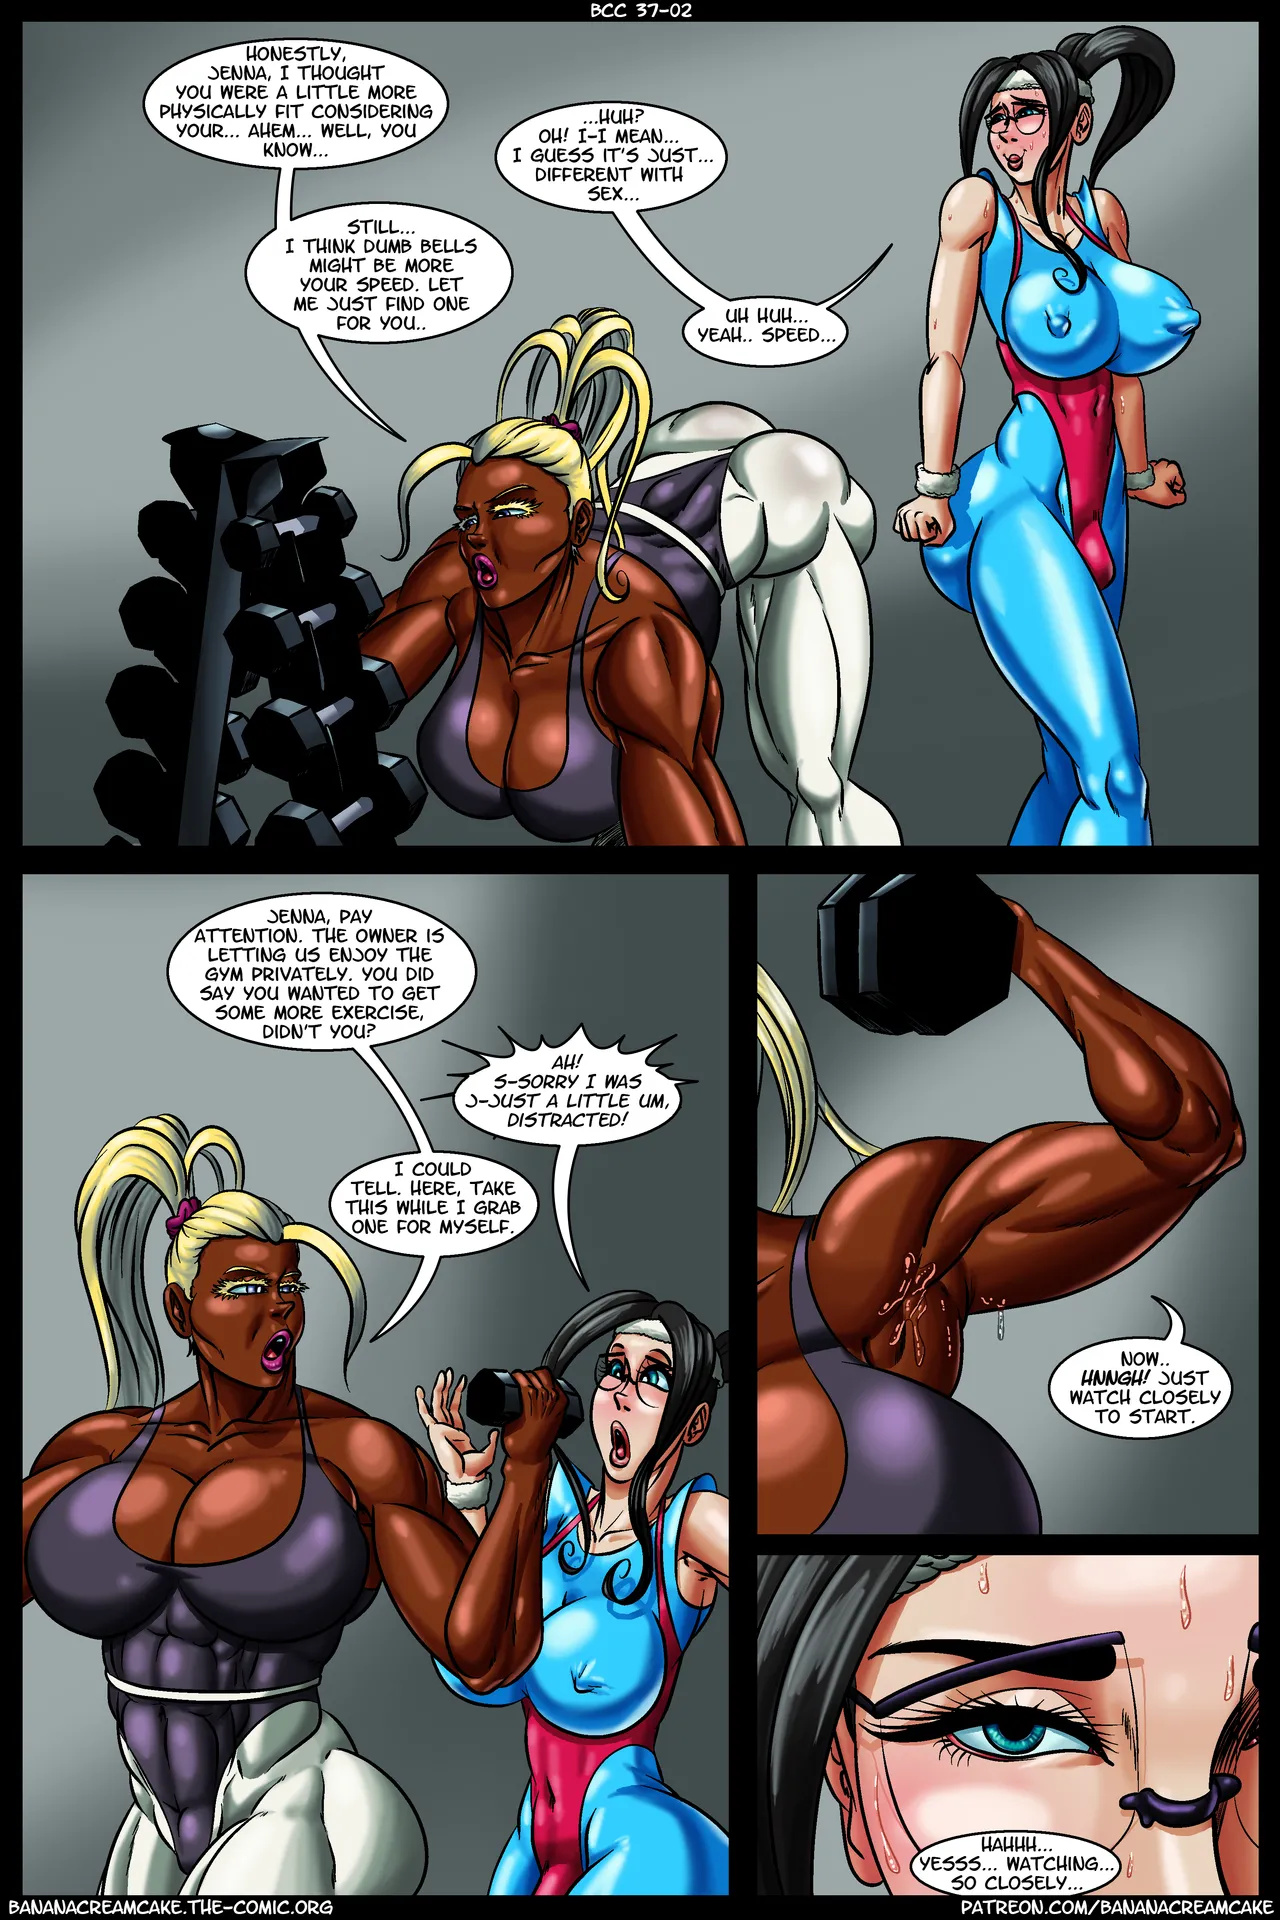 BCC 37-02
HONESTLY,
JENNA, I THOUGHT
YOU WERE A LITTLE MORE
PHYSICALLY FIT CONSIDERING
YOUR... AHEM... WELL, YOU
KNOW...
STILL...
I THINK DUMB BELLS
MIGHT BE MORE
YOUR SPEED. LET
ME JUST FIND ONE
FOR YOU..
...HUH?
OH! I-I MEAN...
I GUESS IT'S JUST...
DIFFERENT WITH
SEX...
UH HUH...
YEAH.. SPEED...
JENNA, PAY
ATTENTION. THE OWNER IS
LETTING US ENJOY THE
GYM PRIVATELY. YOU DID
SAY YOU WANTED TO GET
SOME MORE EXERCISE,
DIDN'T YOU?
AH!
S-SORRY I WAS
J-JUST A LITTLE UM,
DISTRACTED!
I COULD
TELL. HERE, TAKE
THIS WHILE I GRAB
ONE FOR MYSELF.
NOW..
HNNGH! JUST
WATCH CLOSELY
TO START.
HAHHH...
YESSS... WATCHING...
SO CLOSELY...
BANANACREAMCAKE.THE-COMIC.ORG
PATREON.COM/BANANACREAMCAKE